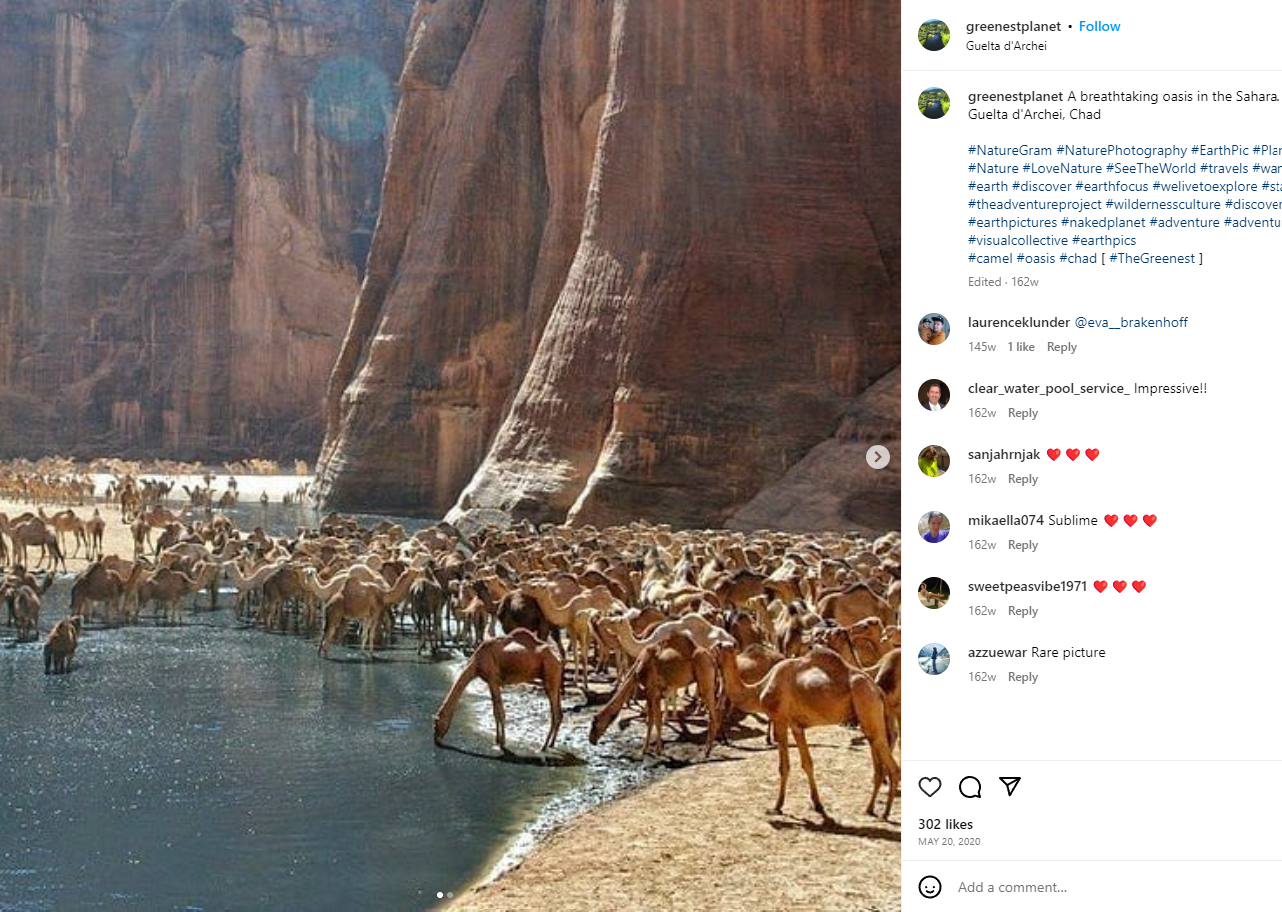 greenestplanet • Follow
Guelta d'Archei
greenestplanet A breathtaking oasis in the Sahara.
Guelta d'Archei, Chad
#NatureGram #NaturePhotography #EarthPic
#Nature #LoveNature #SeeTheWorld #travels
#earth #discover #earthfocus #welivetoexplore
#theadventureproject #wildernessculture
#earthpictures #nakedplanet #adventure
#visualcollective #earthpics
#camel #oasis #chad [ #TheGreenest ]
Edited · 162w
laurenceklunder @eva__brakenhoff
145w 1 like Reply
clear_water_pool_service_ Impressive!!
162w Reply
sanjahrnjak ❤️ ❤️ ❤️
162w Reply
mikaella074 Sublime ❤️ ❤️ ❤️
162w Reply
sweetpeasvibe1971 ❤️ ❤️ ❤️
162w Reply
azzuewar Rare picture
162w Reply
302 likes
MAY 20, 2020
Add a comment...